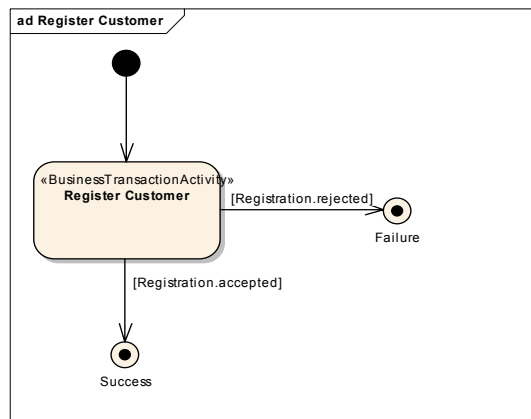 ad Register Customer
«BusinessTransactionActivity»
Register Customer
[Registration.rejected]
Failure
[Registration.accepted]
Success